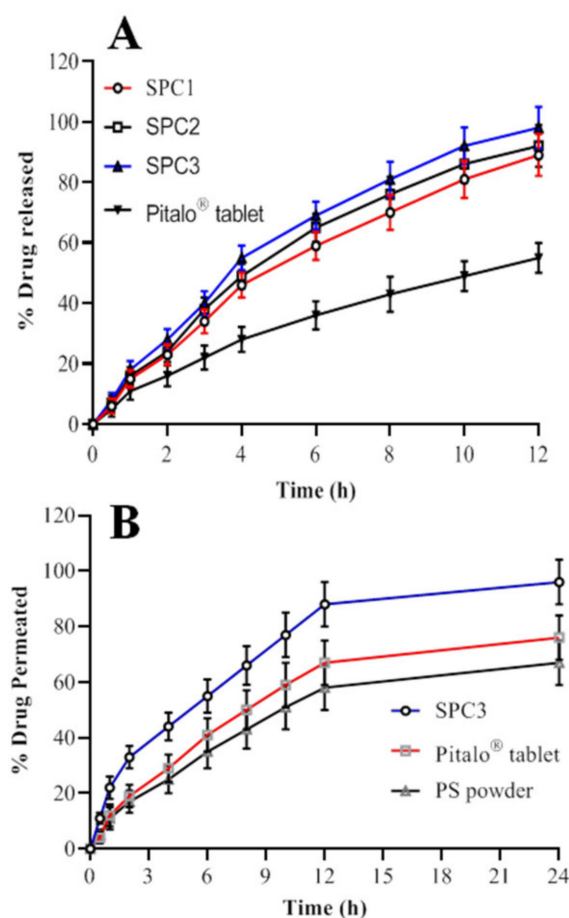 A
120
100
80
60
40
20
0
% Drug released
SPC1
SPC2
SPC3
Pitalo® tablet
0 2 4 6 8 10 12
Time (h)
B
120
100
80
60
40
20
0
% Drug Permeated
SPC3
Pitalo® tablet
PS powder
0 3 6 9 12 15 18 21 24
Time (h)